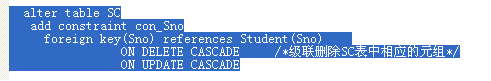 alter table SC
add constraint con_Sno
foreign key(Sno) references Student(Sno)
ON DELETE CASCADE /*级联删除SC表中相应的元组*/
ON UPDATE CASCADE